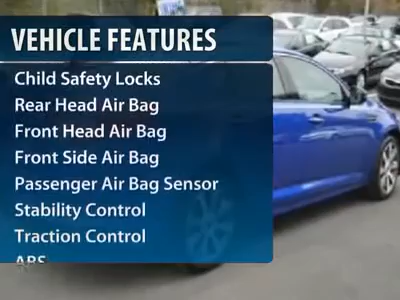 VEHICLE FEATURES
Child Safety Locks
Rear Head Air Bag
Front Head Air Bag
Front Side Air Bag
Passenger Air Bag Sensor
Stability Control
Traction Control
ABS